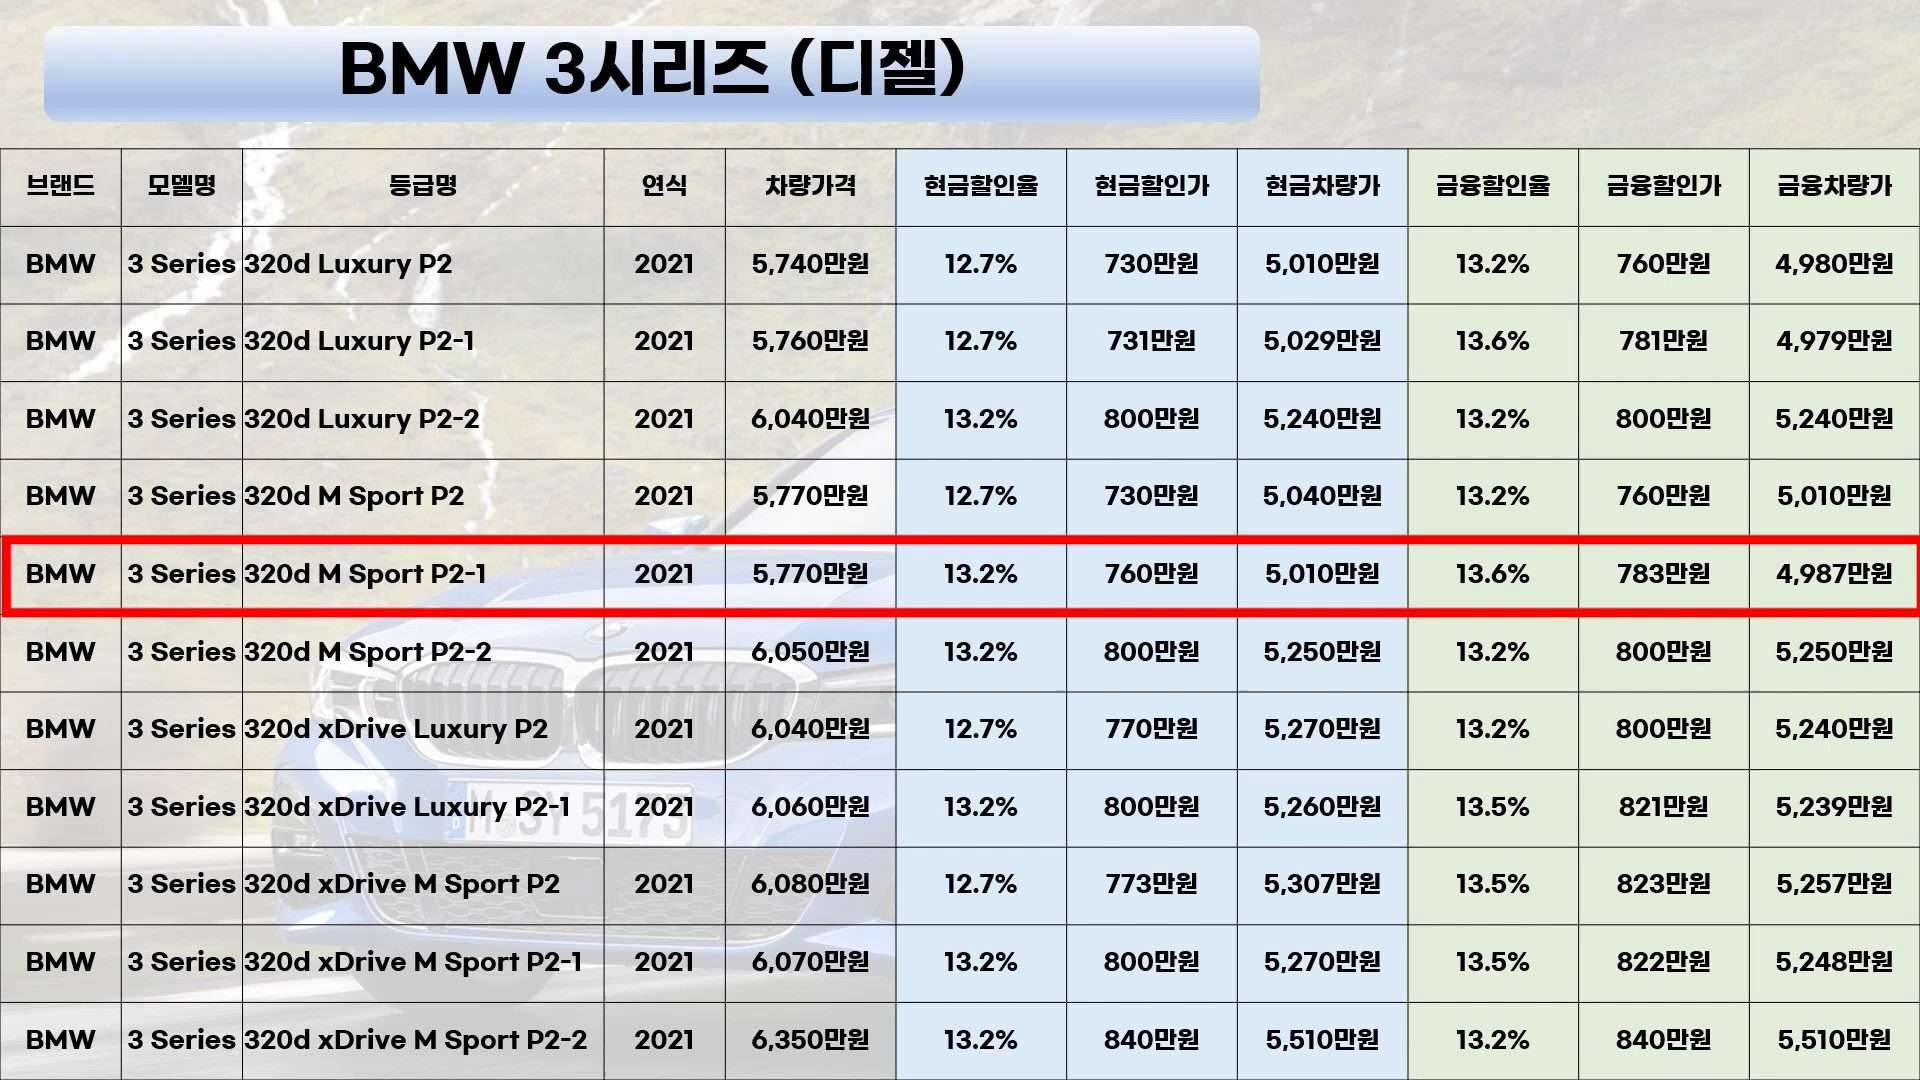 BMW 3시리즈 (디젤)
브랜드 모델명 등급명 연식 차량가격 현금할인율 현금할인가 현금차량가 금융할인율 금융할인가 금융차량가
BMW 3 Series 320d Luxury P2 2021 5,740만원 12.7% 730만원 5,010만원 13.2% 760만원 4,980만원
BMW 3 Series 320d Luxury P2-1 2021 5,760만원 12.7% 731만원 5,029만원 13.6% 781만원 4,979만원
BMW 3 Series 320d Luxury P2-2 2021 6,040만원 13.2% 800만원 5,240만원 13.2% 800만원 5,240만원
BMW 3 Series 320d M Sport P2 2021 5,770만원 12.7% 730만원 5,040만원 13.2% 760만원 5,010만원
BMW 3 Series 320d M Sport P2-1 2021 5,770만원 13.2% 760만원 5,010만원 13.6% 783만원 4,987만원
BMW 3 Series 320d M Sport P2-2 2021 6,050만원 13.2% 800만원 5,250만원 13.2% 800만원 5,250만원
BMW 3 Series 320d xDrive Luxury P2 2021 6,040만원 12.7% 770만원 5,270만원 13.2% 800만원 5,240만원
BMW 3 Series 320d xDrive Luxury P2-1 2021 6,060만원 13.2% 800만원 5,260만원 13.5% 821만원 5,239만원
M SY 5173
BMW 3 Series 320d xDrive M Sport P2 2021 6,080만원 12.7% 773만원 5,307만원 13.5% 823만원 5,257만원
BMW 3 Series 320d xDrive M Sport P2-1 2021 6,070만원 13.2% 800만원 5,270만원 13.5% 822만원 5,248만원
BMW 3 Series 320d xDrive M Sport P2-2 2021 6,350만원 13.2% 840만원 5,510만원 13.2% 840만원 5,510만원